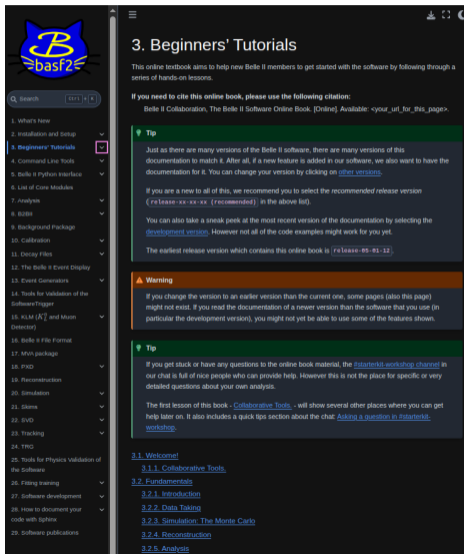 B
basf2
Search
Ctrl + K
1. What's New
2. Installation and Setup
3. Beginners' Tutorials
4. Command Line Tools
5. Belle II Python Interface
6. List of Core Modules
7. Analysis
8. B2BII
9. Background Package
10. Calibration
11. Decay Files
12. The Belle II Event Display
13. Event Generators
14. Tools for Validation of the
SoftwareTrigger
15. KLM (K⁰_L and Muon
Detector)
16. Belle II File Format
17. MVA package
18. PXD
19. Reconstruction
20. Simulation
21. Skims
22. SVD
23. Tracking
24. TRG
25. Tools for Physics Validation of
the Software
26. Fitting training
27. Software development
28. How to document your
code with Sphinx
29. Software publications
3. Beginners' Tutorials
This online textbook aims to help new Belle II members to get started with the software by following through a
series of hands-on lessons.
If you need to cite this online book, please use the following citation:
Belle II Collaboration, The Belle II Software Online Book. [Online]. Available: <your_url_for_this_page>.
Tip
Just as there are many versions of the Belle II software, there are many versions of this
documentation to match it. After all, if a new feature is added in our software, we also want to have the
documentation for it. You can change your version by clicking on other versions.
If you are a new to all of this, we recommend you to select the recommended release version
( release-xx-xx-xx (recommended) in the above list).
You can also take a sneak peek at the most recent version of the documentation by selecting the
development version. However not all of the code examples might work for you yet.
The earliest release version which contains this online book is release-05-01-12.
Warning
If you change the version to an earlier version than the current one, some pages (also this page)
might not exist. If you read the documentation of a newer version than the software that you use (in
particular the development version), you might not yet be able to use some of the features shown.
Tip
If you get stuck or have any questions to the online book material, the #starterkit-workshop channel in
our chat is full of nice people who can provide help. However this is not the place for specific or very
detailed questions about your own analysis.
The first lesson of this book - Collaborative Tools. - will show several other places where you can get
help later on. It also includes a quick tips section about the chat: Asking a question in #starterkit-
workshop.
3.1. Welcome!
3.1.1. Collaborative Tools.
3.2. Fundamentals
3.2.1. Introduction
3.2.2. Data Taking
3.2.3. Simulation: The Monte Carlo
3.2.4. Reconstruction
3.2.5. Analysis